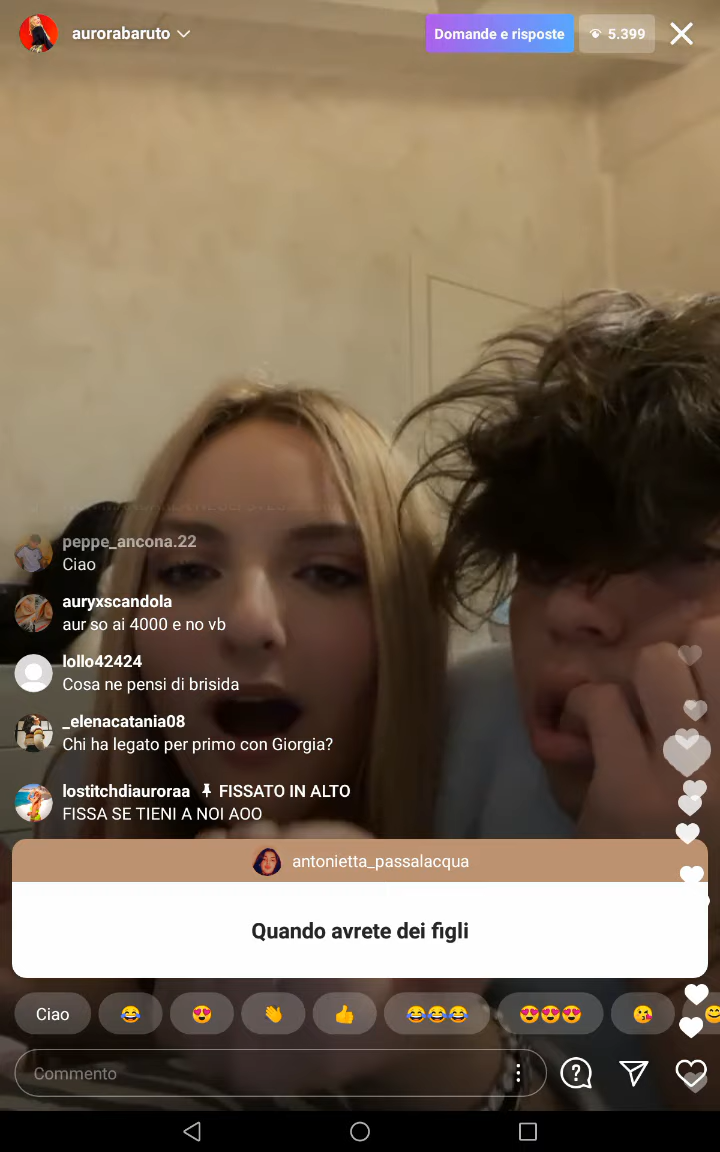 aurorabaruto
Domande e risposte
5.399
peppe_ancona.22
Ciao
auryxscandola
aur so ai 4000 e no vb
lollo42424
Cosa ne pensi di brisida
_elenacatania08
Chi ha legato per primo con Giorgia?
lostitchdiauroraa FISSATO IN ALTO
FISSA SE TIENI A NOI AOO
antonietta_passalacqua
Quando avrete dei figli
Ciao
Commento